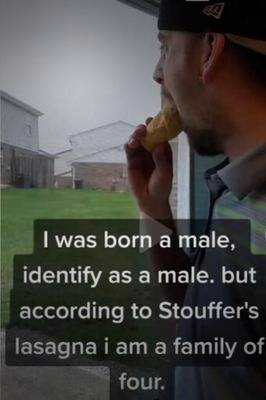 I was born a male,
identify as a male. but
according to Stouffer's
lasagna i am a family of
four.